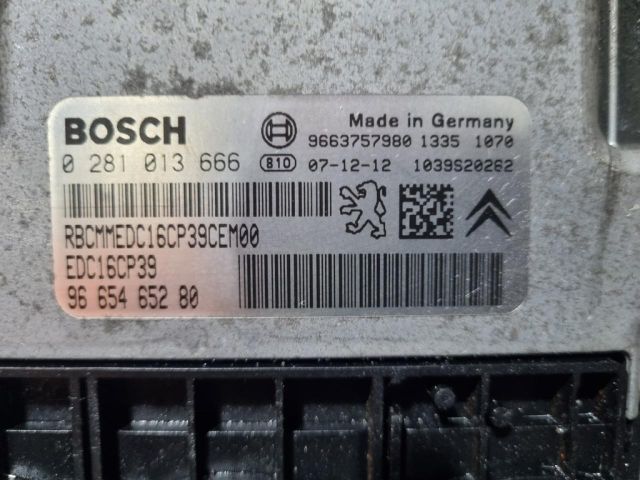 BOSCH
Made in Germany
9663757980 1335 1070
0 281 013 666 810 07-12-12 1039S20262
RBCMMEDC16CP39CEM00
EDC16CP39
96 654 652 80